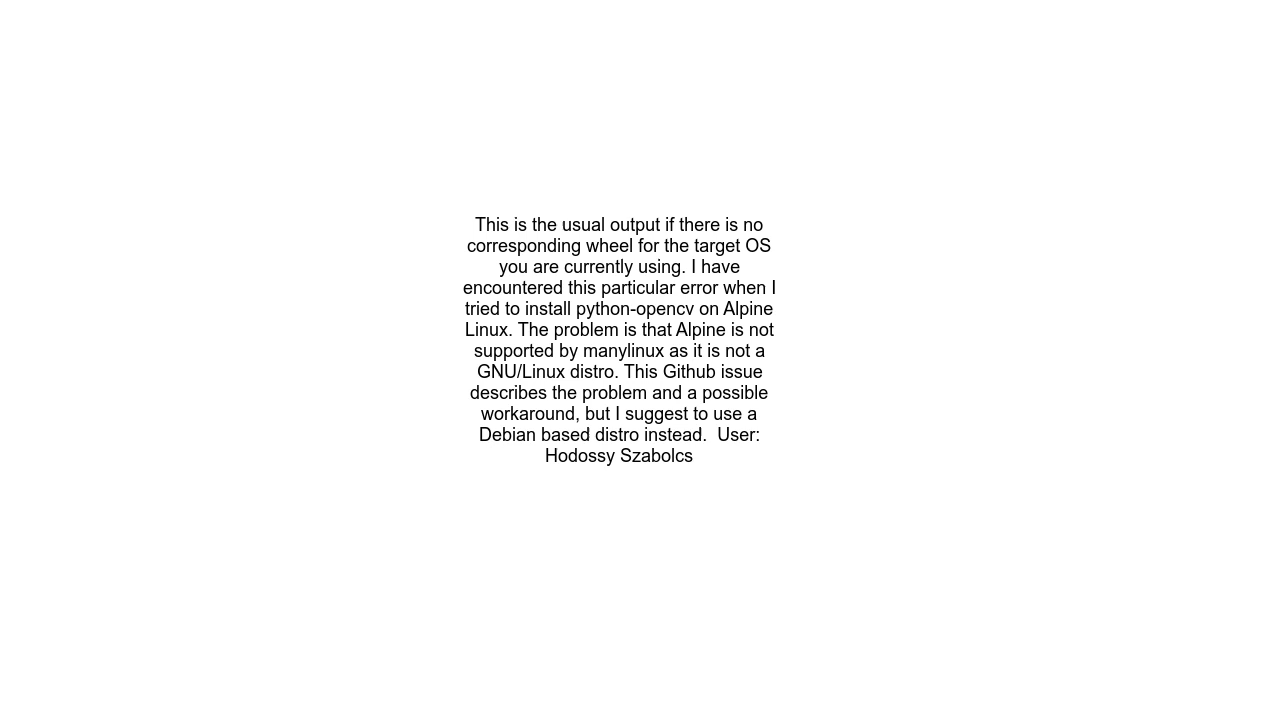 This is the usual output if there is no
corresponding wheel for the target OS
you are currently using. I have
encountered this particular error when I
tried to install python-opencv on Alpine
Linux. The problem is that Alpine is not
supported by manylinux as it is not a
GNU/Linux distro. This Github issue
describes the problem and a possible
workaround, but I suggest to use a
Debian based distro instead.  User:
Hodossy Szabolcs